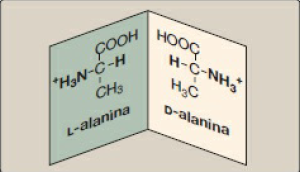 COOH
⁺H₃N–C–H
CH₃
L-alanina
HOOC
H–C–NH₃⁺
H₃C
D-alanina